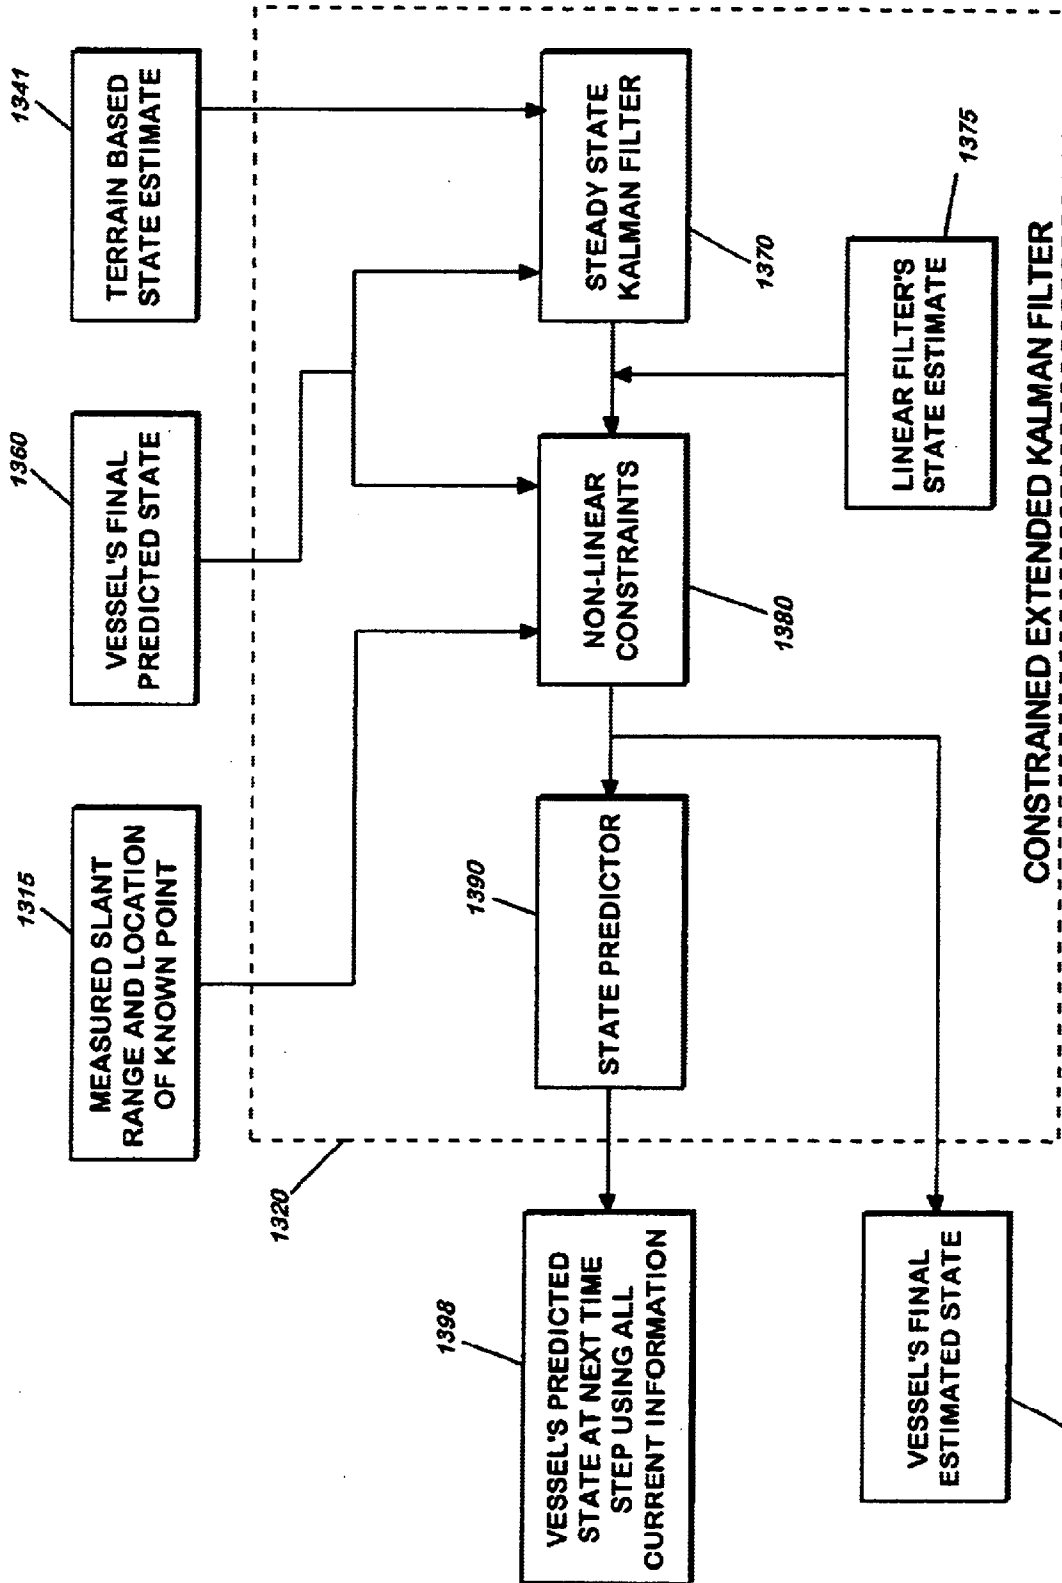 1341
TERRAIN BASED
STATE ESTIMATE
1360
VESSEL'S FINAL
PREDICTED STATE
1315
MEASURED SLANT
RANGE AND LOCATION
OF KNOWN POINT
STEADY STATE
KALMAN FILTER
1370
NON-LINEAR
CONSTRAINTS
1380
LINEAR FILTER'S
STATE ESTIMATE
1375
STATE PREDICTOR
1390
1320
CONSTRAINED EXTENDED KALMAN FILTER
1398
VESSEL'S PREDICTED
STATE AT NEXT TIME
STEP USING ALL
CURRENT INFORMATION
VESSEL'S FINAL
ESTIMATED STATE